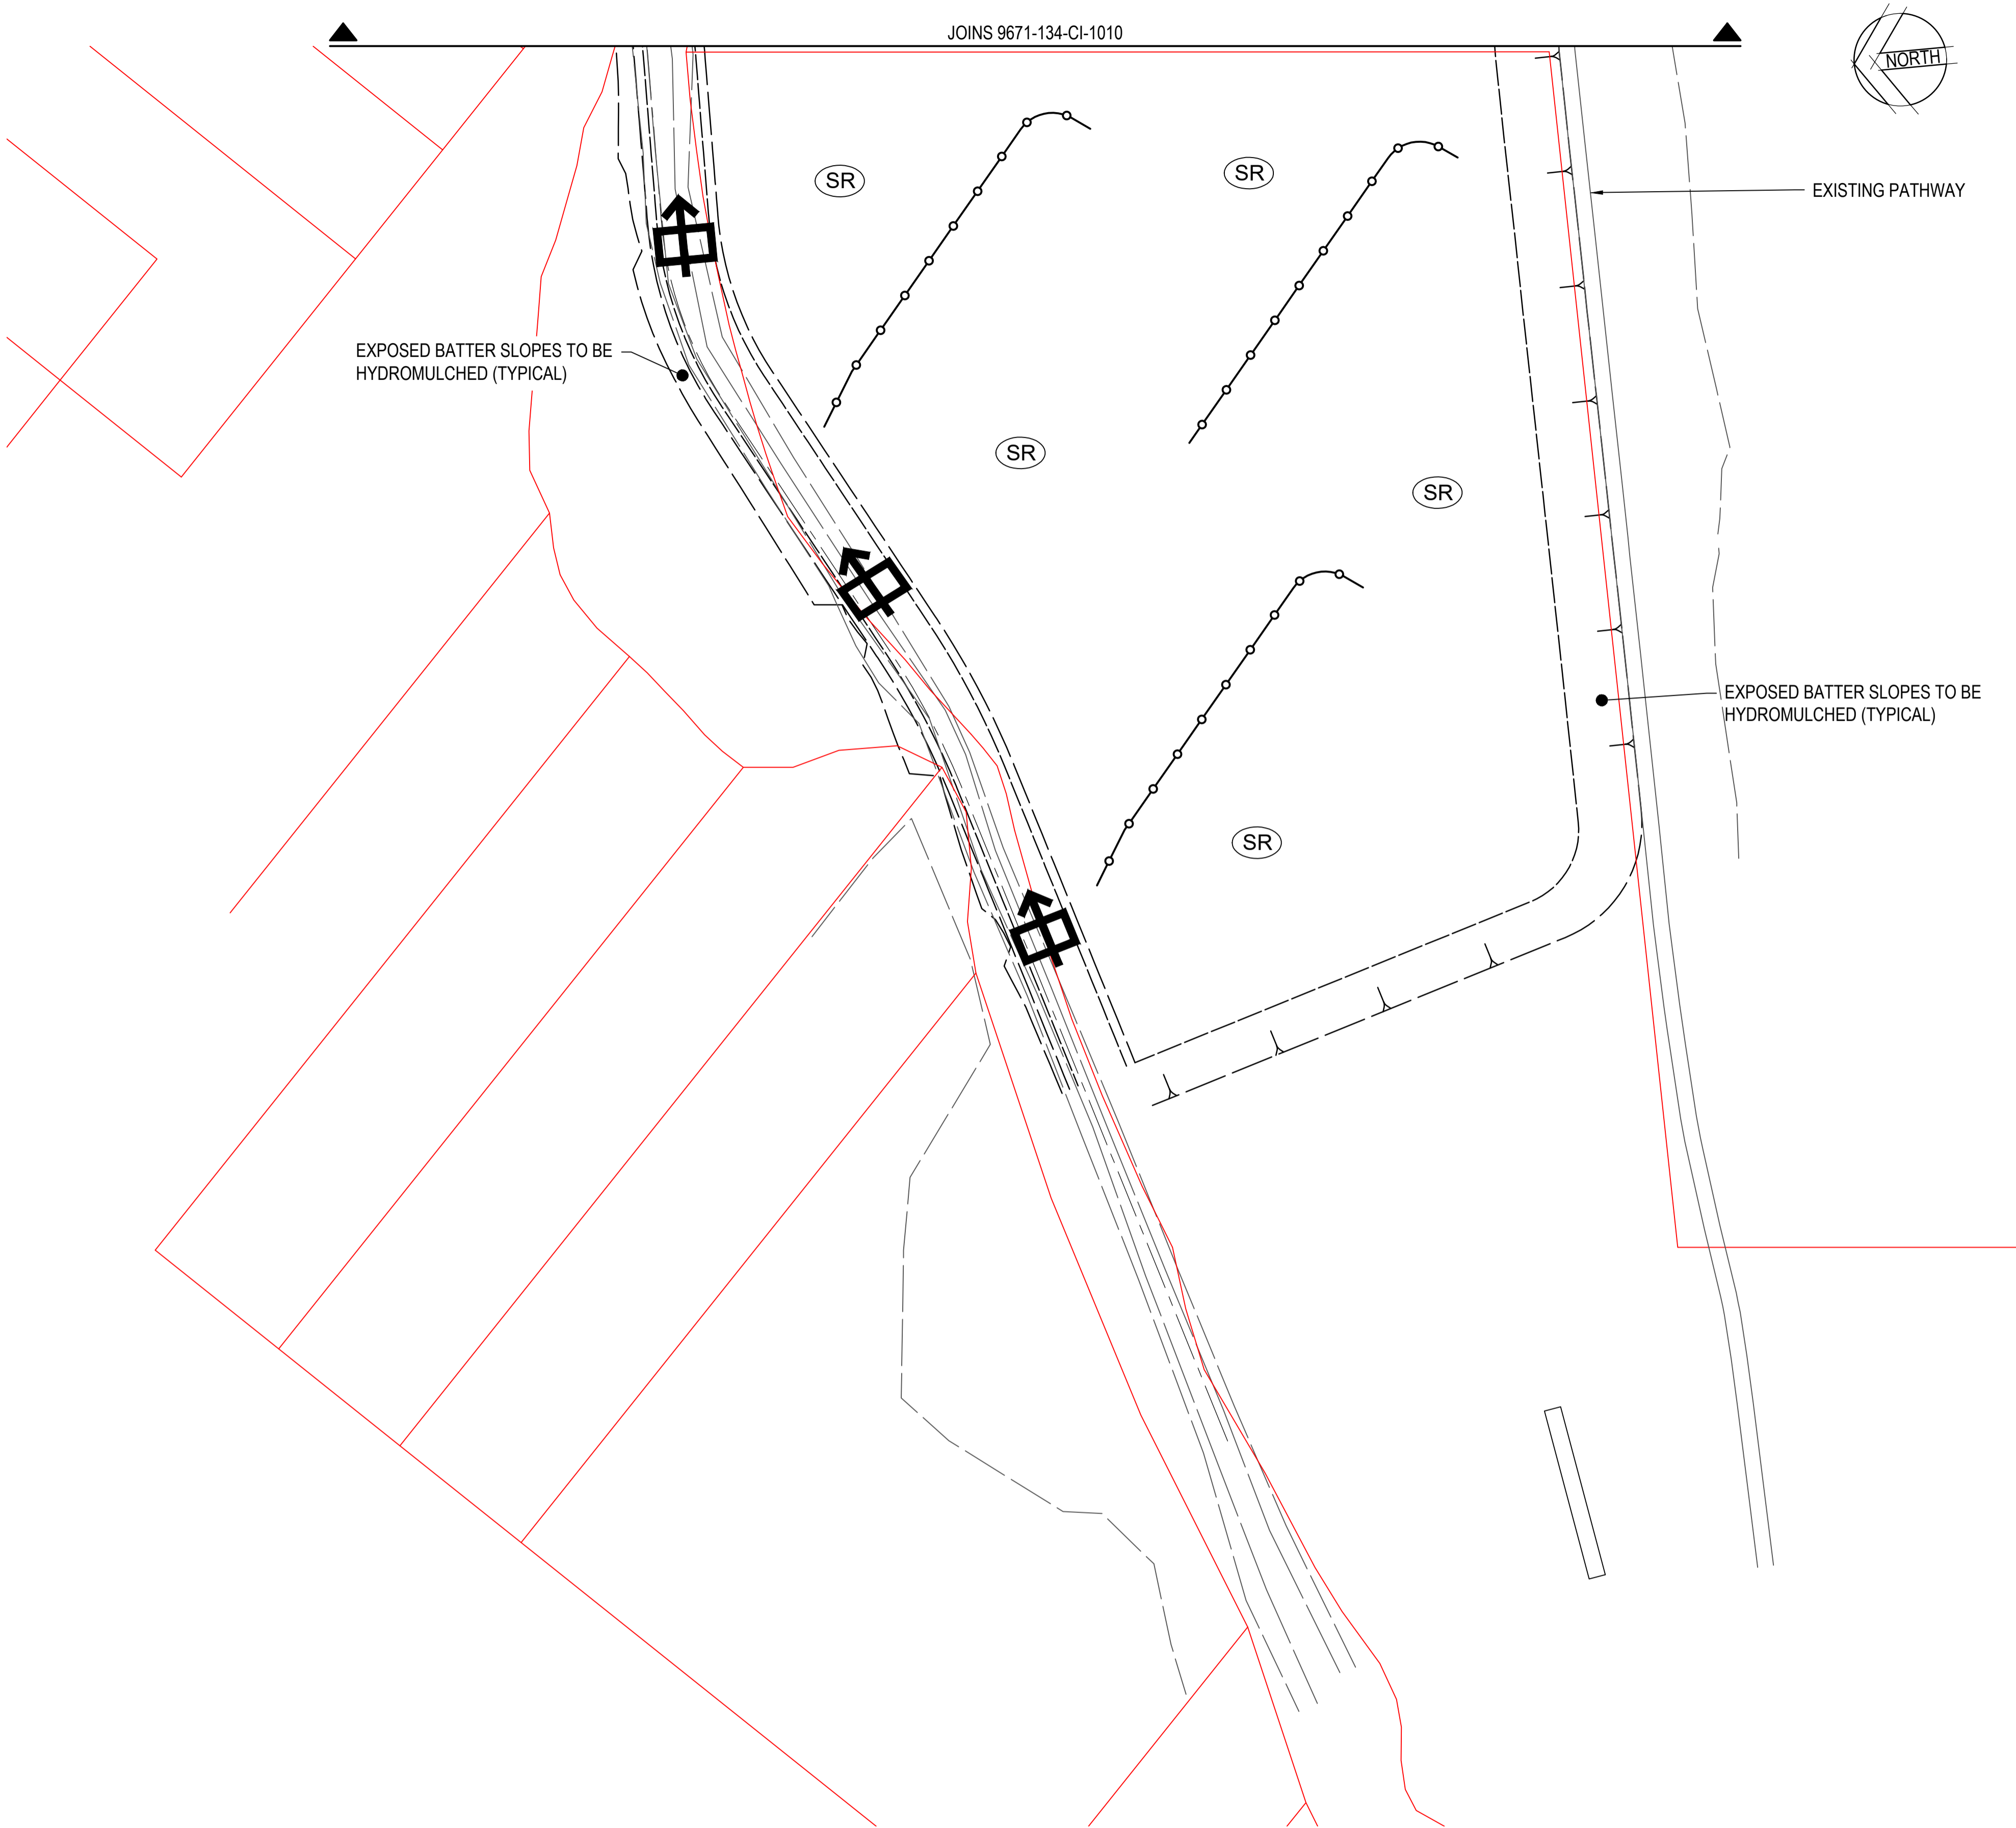 JOINS 9671-134-CI-1010
NORTH
SR
SR
EXISTING PATHWAY
EXPOSED BATTER SLOPES TO BE
HYDROMULCHED (TYPICAL)
SR
SR
EXPOSED BATTER SLOPES TO BE
HYDROMULCHED (TYPICAL)
SR